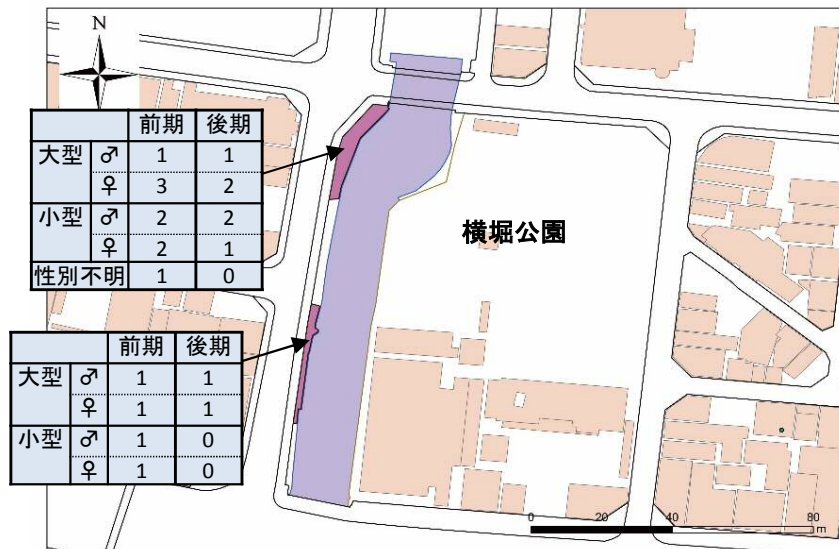 N
前期 後期
大型 ♂ 1 1
♀ 3 2
小型 ♂ 2 2
♀ 2 1
性別不明 1 0
横堀公園
前期 後期
大型 ♂ 1 1
♀ 1 1
小型 ♂ 1 0
♀ 1 0
0 20 40 80
m